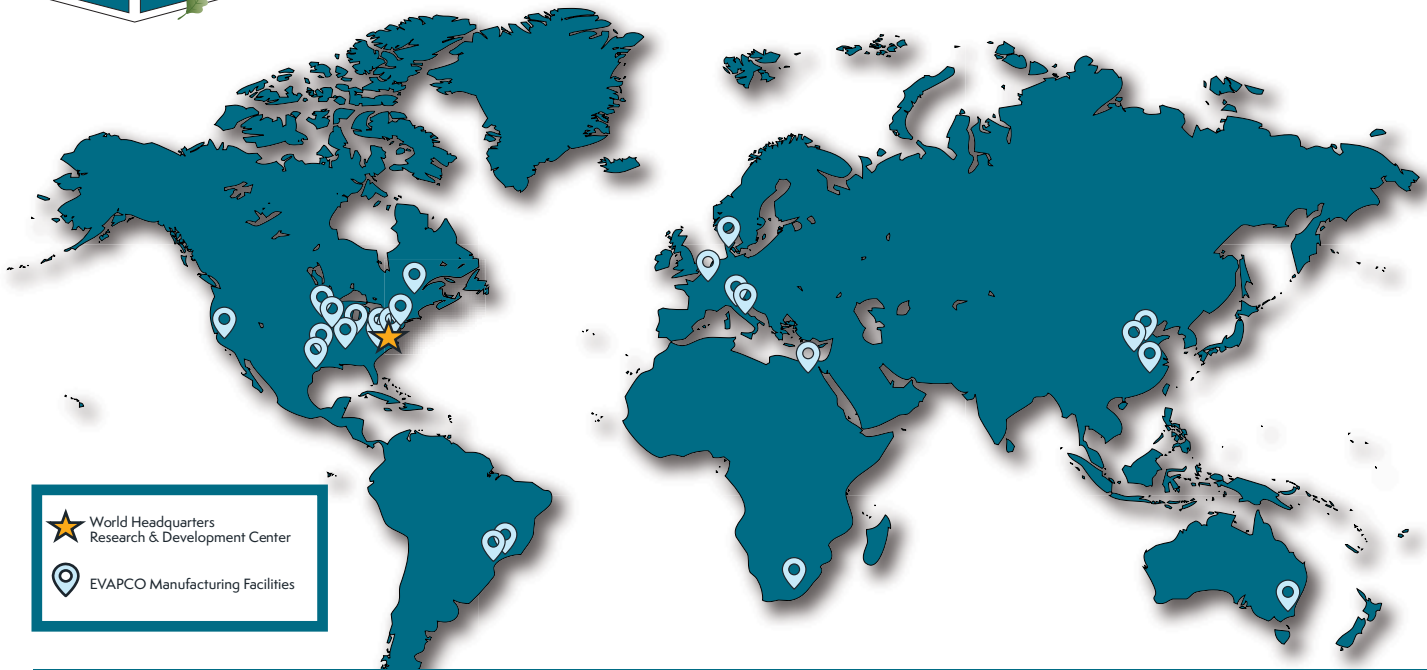 World Headquarters
Research & Development Center
EVAPCO Manufacturing Facilities